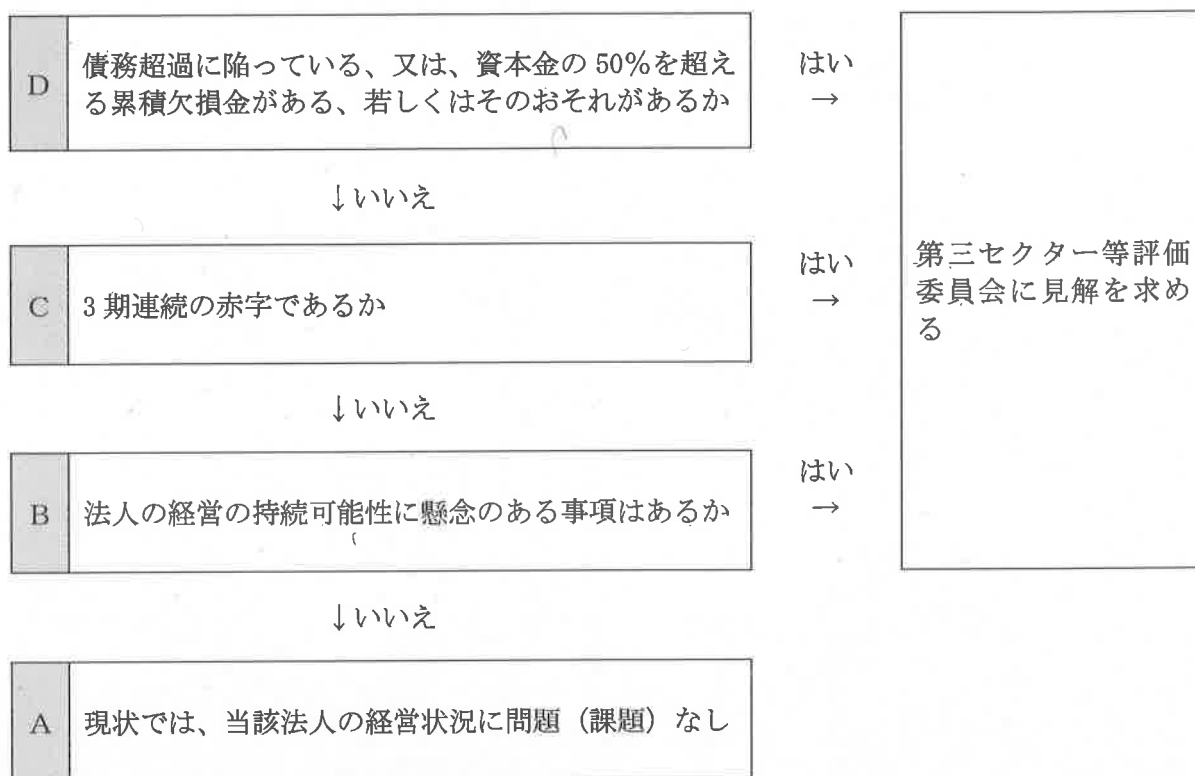 D
債務超過に陥っている、又は、資本金の 50%を超え
る累積欠損金がある、若しくはそのおそれがあるか
はい
→
↓いいえ
C
3 期連続の赤字であるか
はい
→
↓いいえ
B
法人の経営の持続可能性に懸念のある事項はあるか
はい
→
↓いいえ
A
現状では、当該法人の経営状況に問題（課題）なし
第三セクター等評価
委員会に見解を求め
る